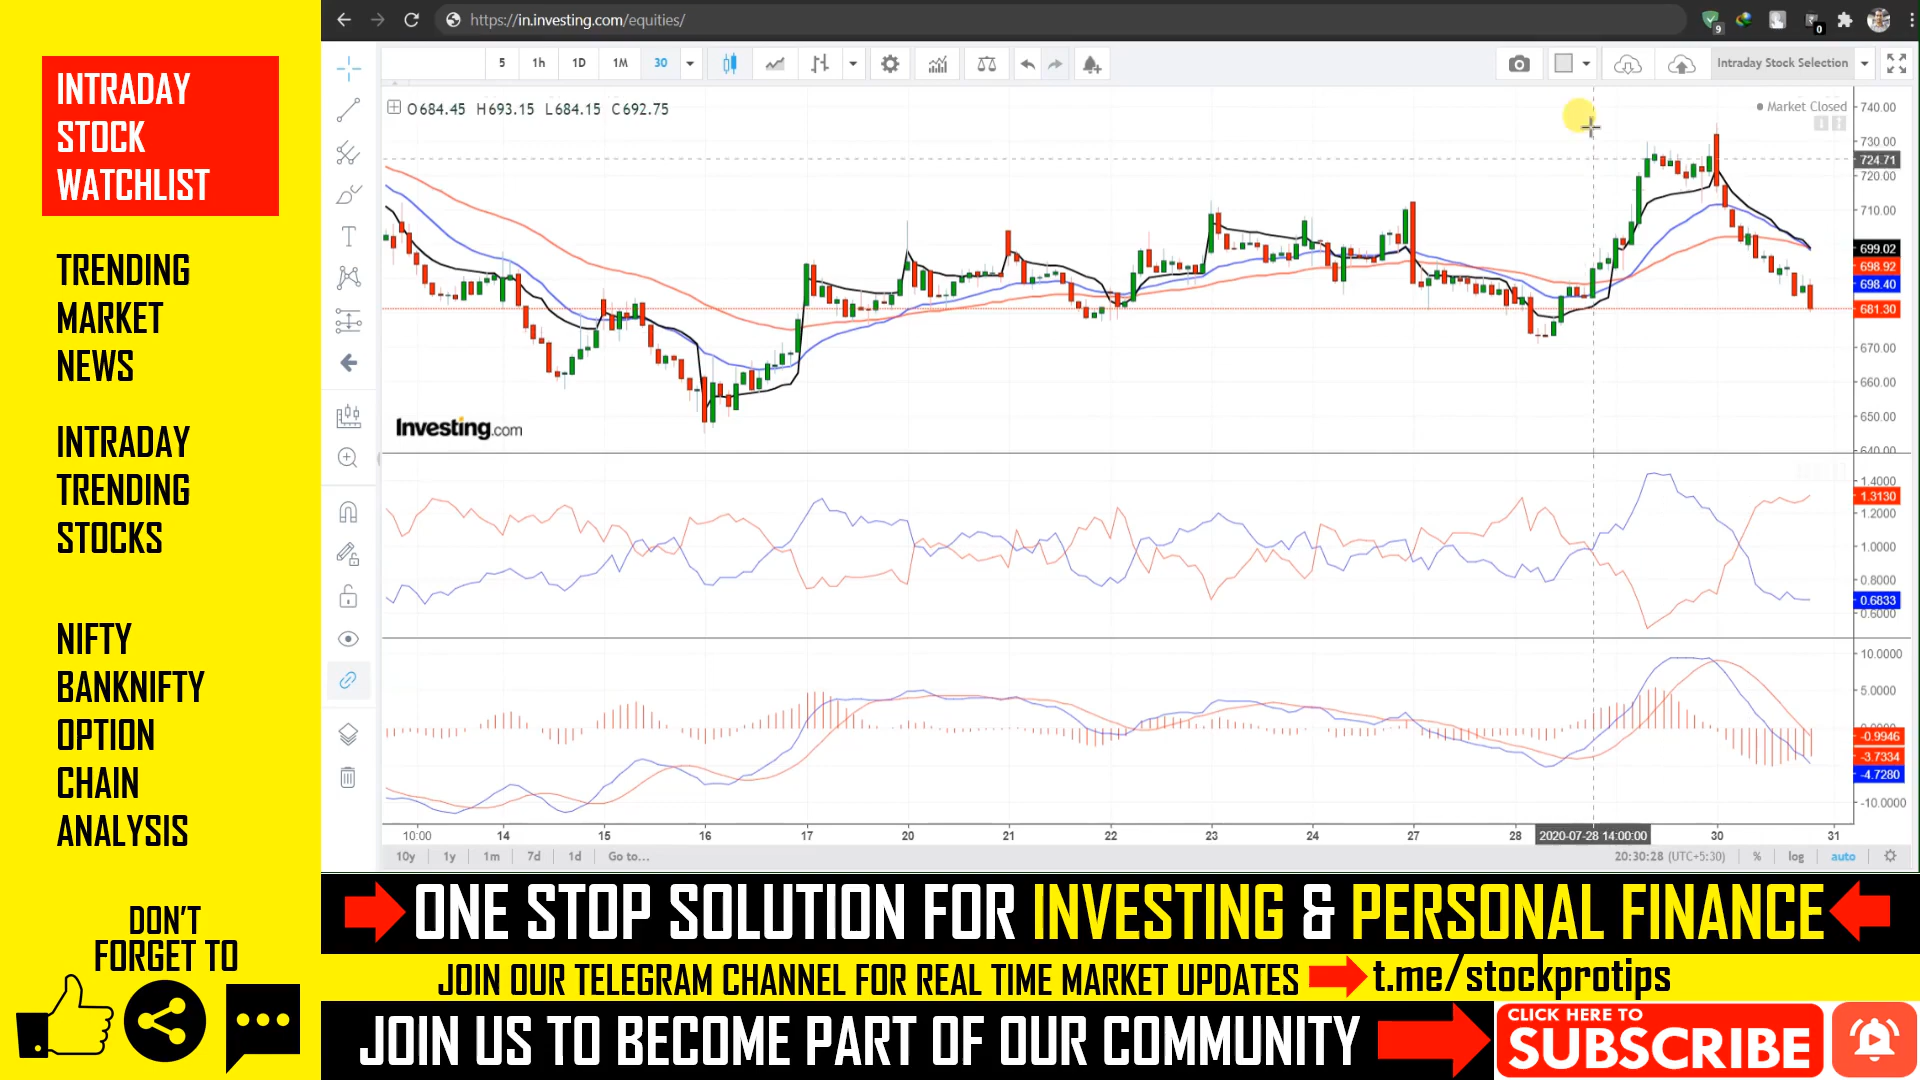 INTRADAY
STOCK
WATCHLIST
TRENDING
MARKET
NEWS
INTRADAY
TRENDING
STOCKS
NIFTY
BANKNIFTY
OPTION
CHAIN
ANALYSIS
DON'T
FORGET TO
https://in.investing.com/equities/
9
0
5 1h 1D 1M 30
Intraday Stock Selection
O684.45 H693.15 L684.15 C692.75
Market Closed
740.00
730.00
724.71
720.00
710.00
699.02
698.92
698.40
681.30
670.00
660.00
650.00
640.00
Investing.com
1.4000
1.3130
1.2000
1.0000
0.8000
0.6833
0.6000
10.0000
5.0000
0.0000
-0.9946
-3.7334
-4.7280
-10.0000
10:00 14 15 16 17 20 21 22 23 24 27 28 2020-07-28 14:00:00 30 31
10y 1y 1m 7d 1d Go to... 20:30:28 (UTC+5:30) % log auto
ONE STOP SOLUTION FOR INVESTING & PERSONAL FINANCE
JOIN OUR TELEGRAM CHANNEL FOR REAL TIME MARKET UPDATES t.me/stockprotips
JOIN US TO BECOME PART OF OUR COMMUNITY
CLICK HERE TO
SUBSCRIBE